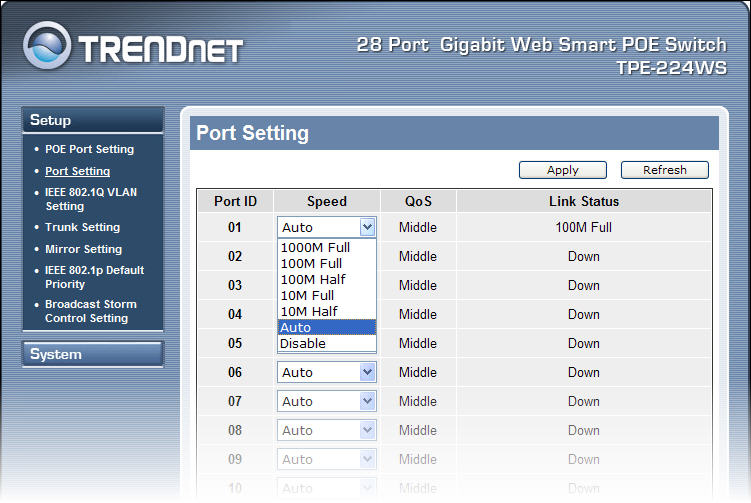 TRENDNET
28 Port Gigabit Web Smart POE Switch
TPE-224WS
Setup
• POE Port Setting
• Port Setting
• IEEE 802.1Q VLAN
Setting
• Trunk Setting
• Mirror Setting
• IEEE 802.1p Default
Priority
• Broadcast Storm
Control Setting
System
Port Setting
Apply Refresh
Port ID Speed QoS Link Status
01 Auto Middle 100M Full
1000M Full
100M Full
100M Half
10M Full
10M Half
Auto
Disable
02 Middle Down
03 Middle Down
04 Middle Down
05 Middle Down
06 Auto Middle Down
07 Auto Middle Down
08 Auto Middle Down
09 Auto Middle Down
10 Auto Middle Down